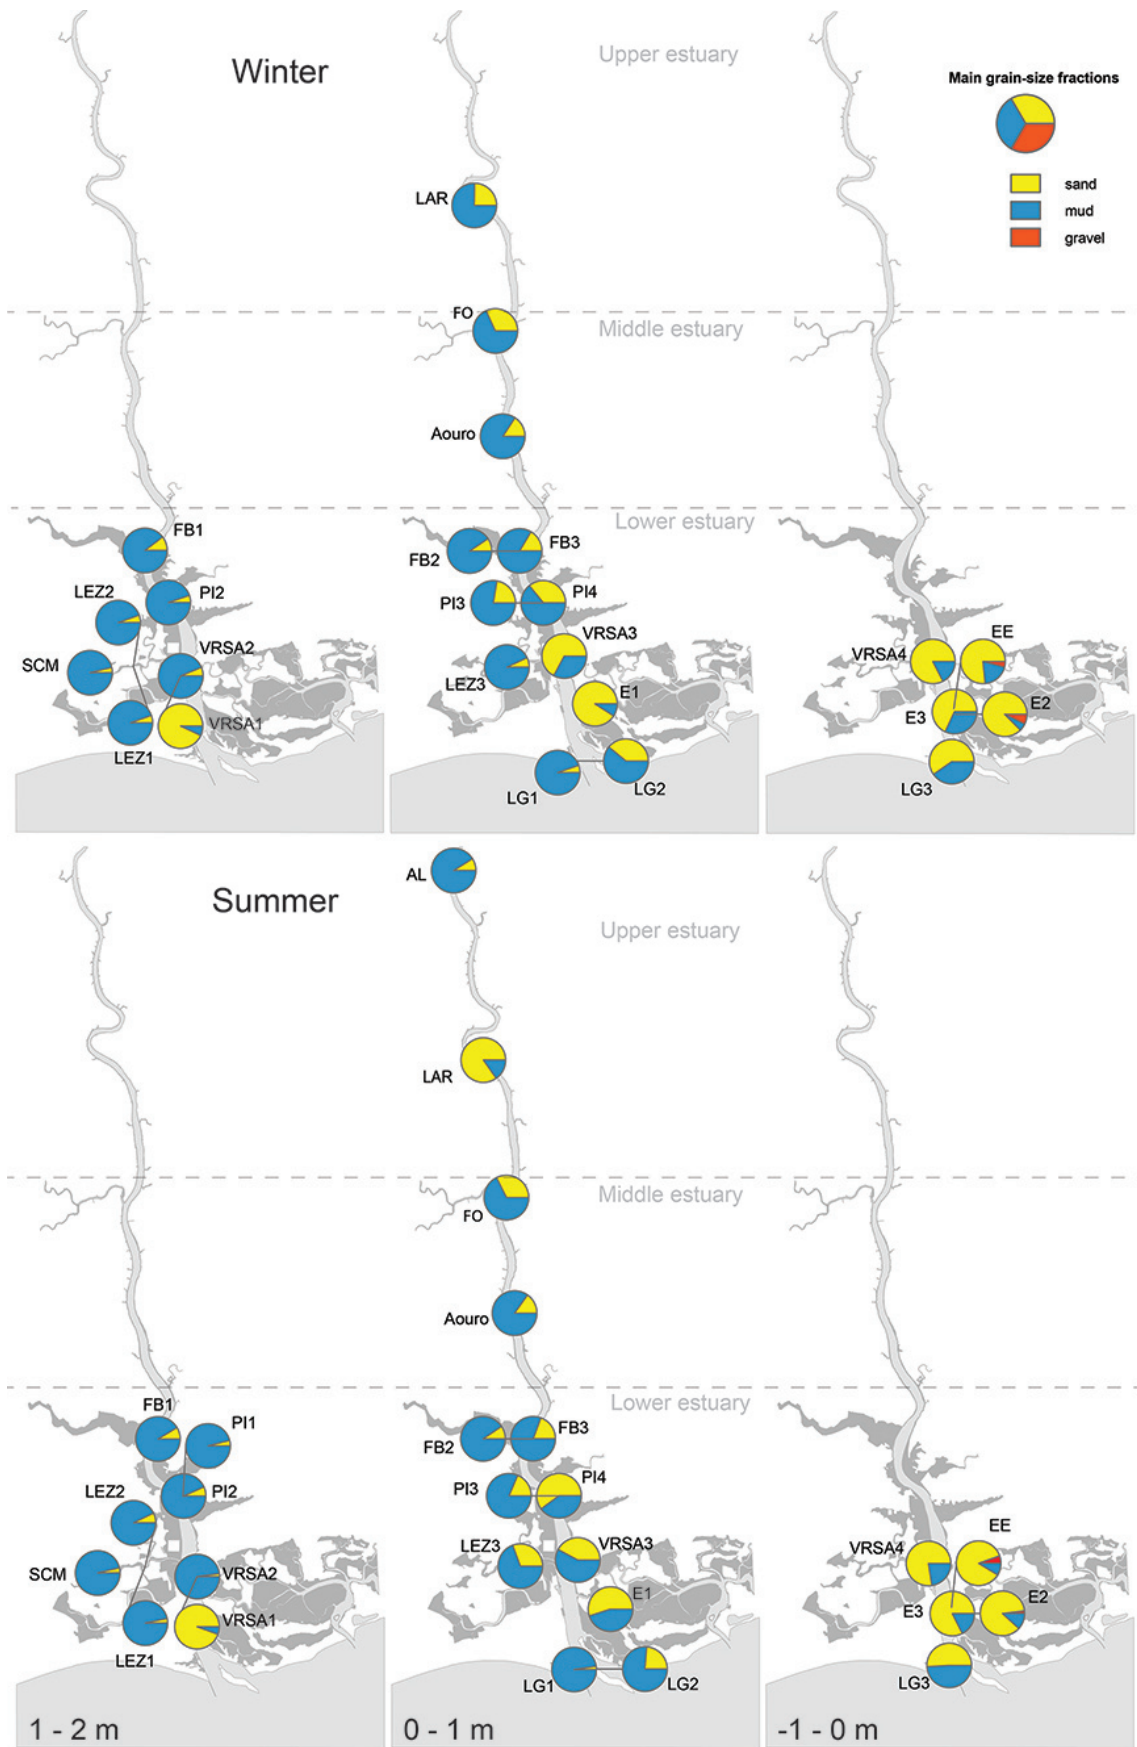 Winter
Upper estuary
Main grain-size fractions
sand
mud
gravel
LAR
FO
Middle estuary
Aouro
Lower estuary
FB1
LEZ2
PI2
SCM
VRSA2
VRSA1
LEZ1
FB2
FB3
PI3
PI4
VRSA3
LEZ3
E1
LG1
LG2
VRSA4
EE
E3
E2
LG3
Summer
AL
Upper estuary
LAR
Middle estuary
FO
Aouro
Lower estuary
FB1
PI1
LEZ2
PI2
SCM
VRSA2
VRSA1
LEZ1
FB2
FB3
PI3
PI4
LEZ3
VRSA3
E1
LG1
LG2
VRSA4
EE
E3
E2
LG3
1 - 2 m
0 - 1 m
-1 - 0 m